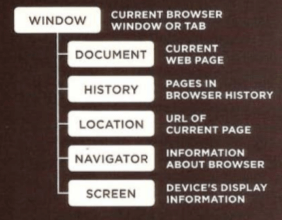 WINDOW
CURRENT BROWSER
WINDOW OR TAB
DOCUMENT
CURRENT
WEB PAGE
HISTORY
PAGES IN
BROWSER HISTORY
LOCATION
URL OF
CURRENT PAGE
NAVIGATOR
INFORMATION
ABOUT BROWSER
SCREEN
DEVICE'S DISPLAY
INFORMATION